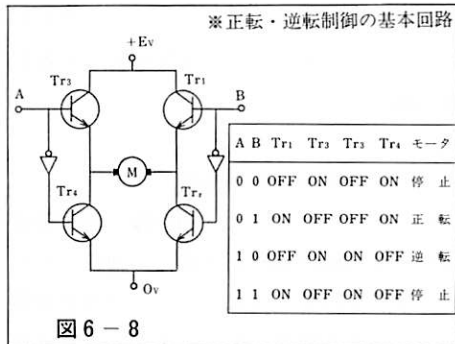 ※正転・逆転制御の基本回路
+Ev
Tr₃ Tr₁
A B
M
Tr₄
0v
A B Tr₁ Tr₃ Tr₃ Tr₄ モータ
0 0 OFF ON OFF ON 停 止
0 1 ON OFF OFF ON 正 転
1 0 OFF ON ON OFF 逆 転
1 1 ON OFF ON OFF 停 止
図6-8